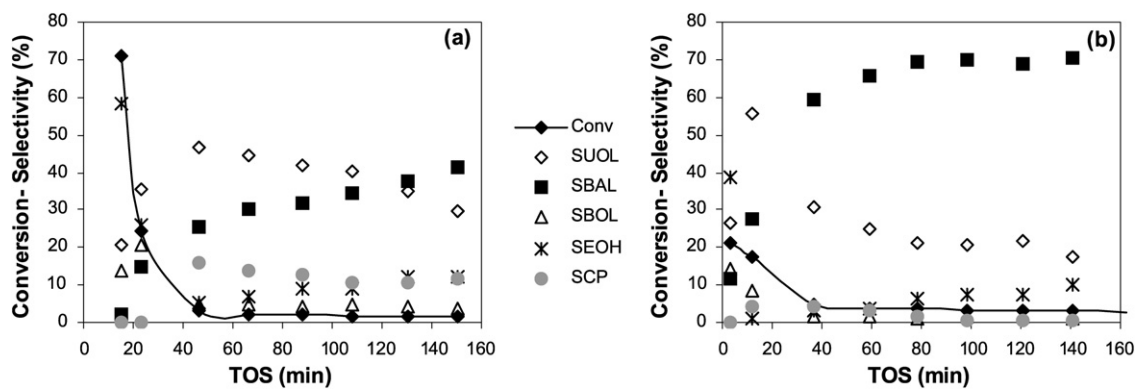 80
70
60
50
40
30
20
10
0
Conversion- Selectivity (%)
0 20 40 60 80 100 120 140 160
TOS (min)
(a)
Conv
SUOL
SBAL
SBOL
SEOH
SCP
80
70
60
50
40
30
20
10
0
Conversion- Selectivity (%)
0 20 40 60 80 100 120 140 160
TOS (min)
(b)